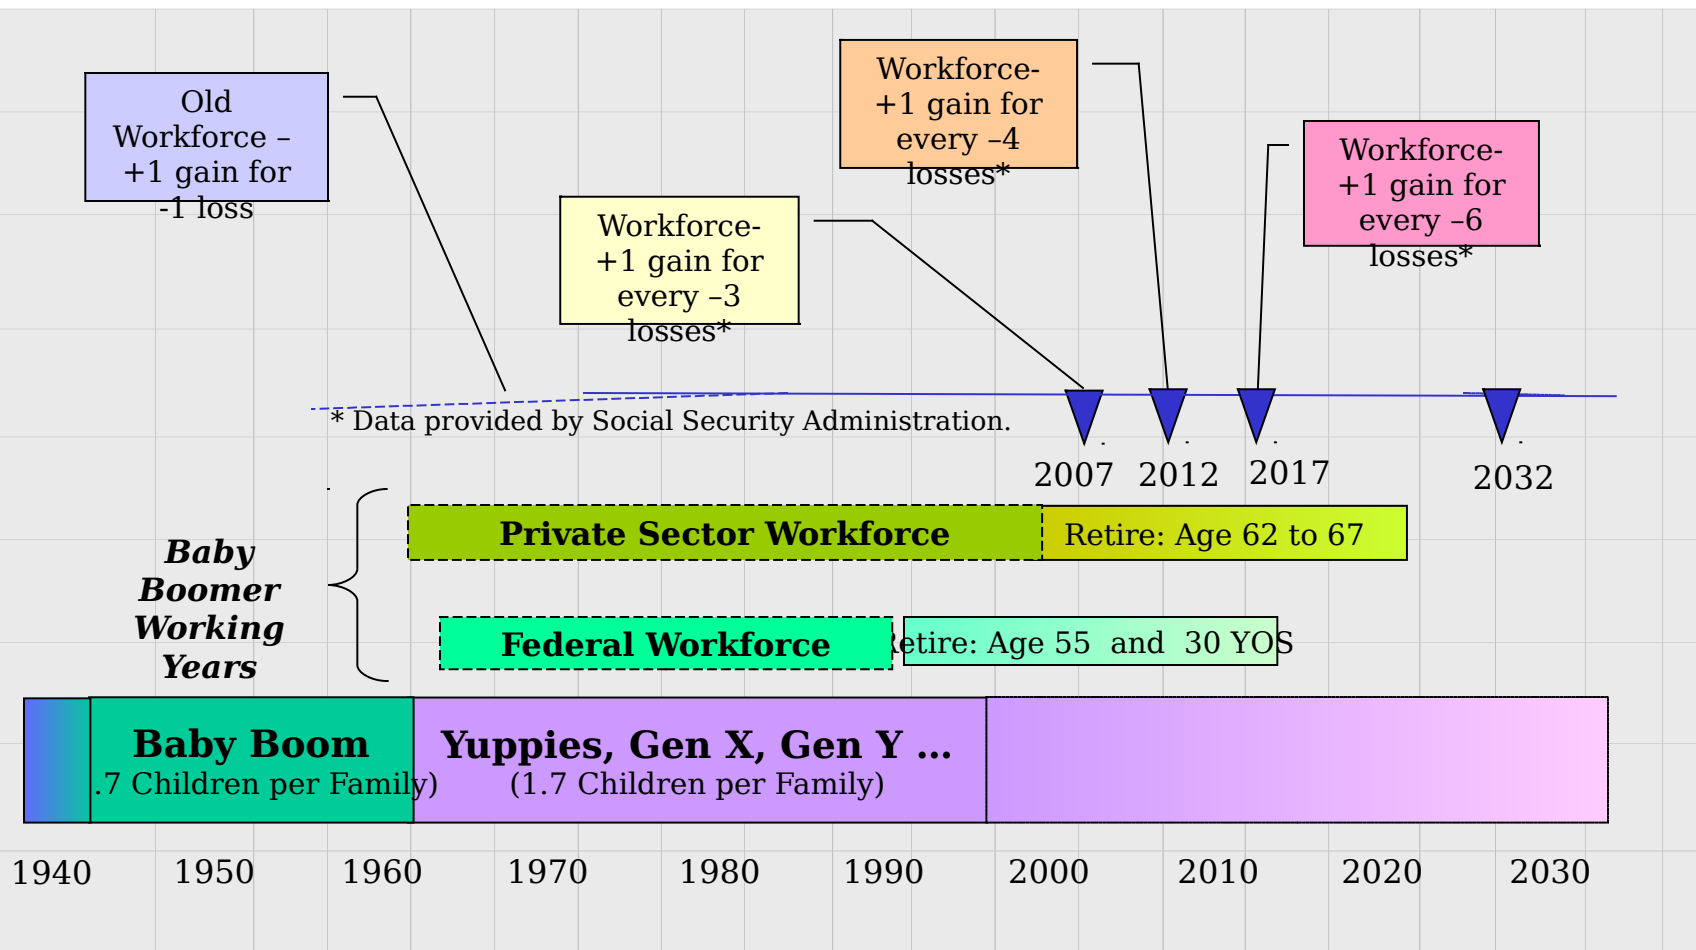 Old
Workforce –
+1 gain for
-1 loss
Workforce-
+1 gain for
every –3
losses*
Workforce-
+1 gain for
every –4
losses*
Workforce-
+1 gain for
every –6
losses*
* Data provided by Social Security Administration.
2007
2012
2017
2032
Baby
Boomer
Working
Years
Private Sector Workforce
Retire: Age 62 to 67
Federal Workforce
etire: Age 55 and 30 YOS
Baby Boom
.7 Children per Family)
Yuppies, Gen X, Gen Y ...
(1.7 Children per Family)
1940 1950 1960 1970 1980 1990 2000 2010 2020 2030